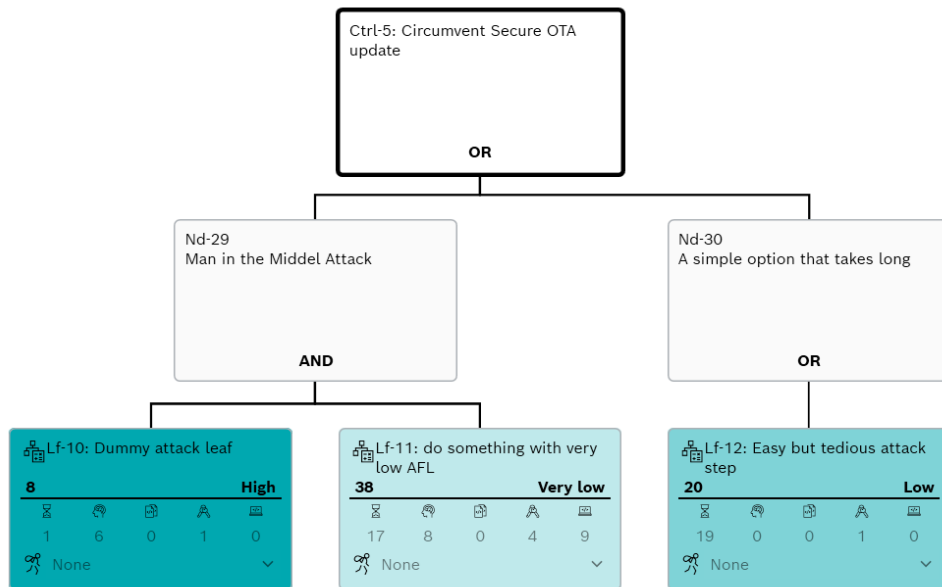 Ctrl-5: Circumvent Secure OTA
update
OR
Nd-29
Man in the Middel Attack
AND
Nd-30
A simple option that takes long
OR
Lf-10: Dummy attack leaf
8 High
1 6 0 1 0
None
Lf-11: do something with very
low AFL
38 Very low
17 8 0 4 9
None
Lf-12: Easy but tedious attack
step
20 Low
19 0 0 1 0
None